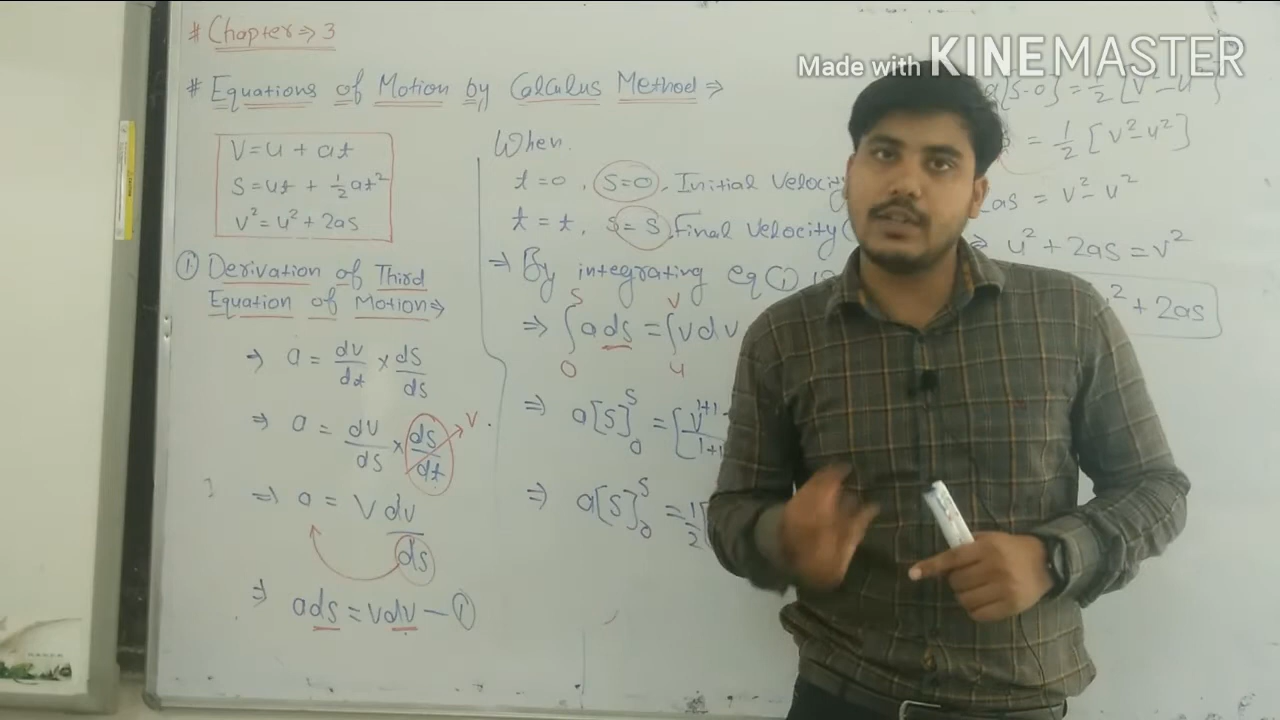 Made with KINEMASTER
# Chapter ⇒ 3
# Equations of Motion by Calculus Method ⇒
V = u + at
S = ut + ½at²
v² = u² + 2as
① Derivation of Third
Equation of Motion ⇒
⇒ a = dv/dt × ds/ds
⇒ a = dv/ds × ds/dt → V.
⇒ a = V dv/ds
⇒ ads = vdv — ①
When.
t = 0, S = 0, Initial Velocity
t = t, S = S, Final Velocity (
⇒ By integrating eq ①
⇒ ∫₀ˢ ads = ∫ᵤᵛ vdv
⇒ a[S]₀ˢ = [V¹⁺¹/1+1
⇒ a[S]₀ˢ = 1/2[
a[S-0] = ½[V²-u²]
= ½[v²-u²]
2as = v²-u²
⇒ u² + 2as = v²
² + 2as